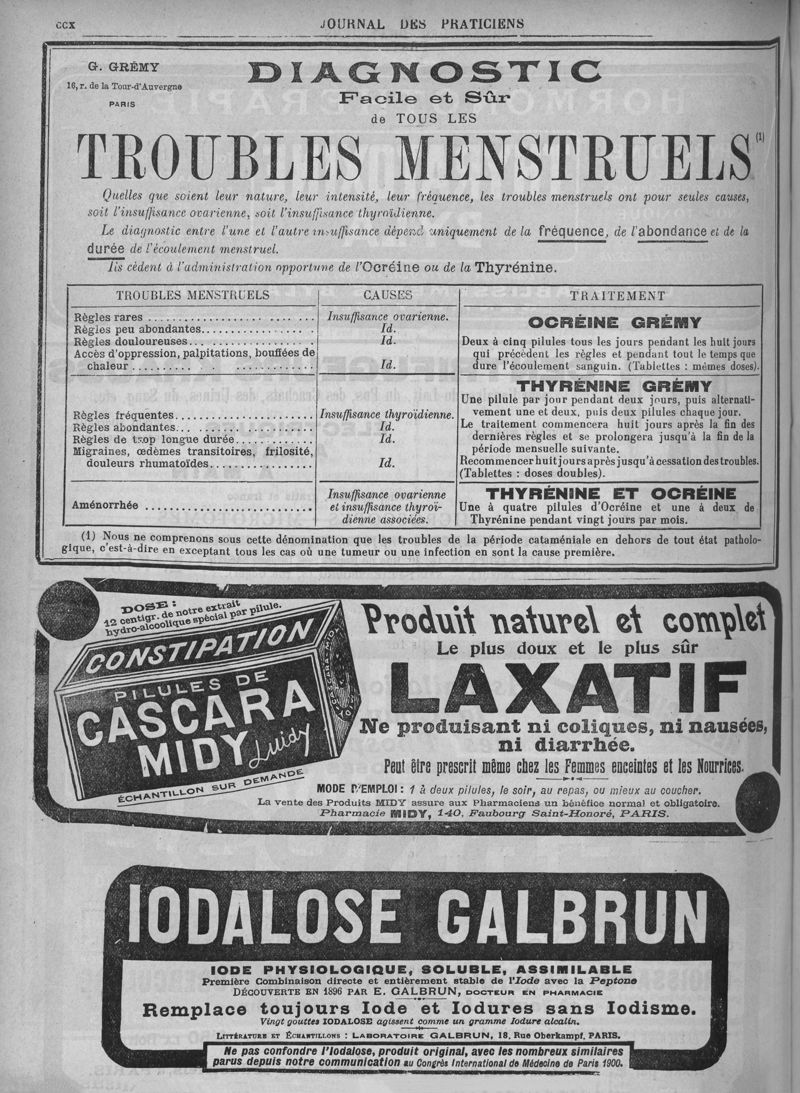 CCX
JOURNAL DES PRATICIENS
G. GRÉMY
16, r. de la Tour-d'Auvergne
PARIS
DIAGNOSTIC
Facile et Sûr
de TOUS LES
TROUBLES MENSTRUELS (1)
Quelles que soient leur nature, leur intensité, leur fréquence, les troubles menstruels ont pour seules causes,
soit l'insuffisance ovarienne, soit l'insuffisance thyroïdienne.
Le diagnostic entre l'une et l'autre insuffisance dépend uniquement de la fréquence, de l'abondance et de la
durée de l'écoulement menstruel.
Ils cèdent à l'administration opportune de l'Ocréine ou de la Thyrénine.
TROUBLES MENSTRUELS
CAUSES
TRAITEMENT
Règles rares ........ Insuffisance ovarienne.
Règles peu abondantes........ Id.
Règles douloureuses........ Id.
Accès d'oppression, palpitations, bouffées de
chaleur ........ Id.
OCRÉINE GRÉMY
Deux à cinq pilules tous les jours pendant les huit jours
qui précèdent les règles et pendant tout le temps que
dure l'écoulement sanguin. (Tablettes : mêmes doses).
Règles fréquentes........ Insuffisance thyroïdienne.
Règles abondantes........ Id.
Règles de trop longue durée........ Id.
Migraines, œdèmes transitoires, frilosité,
douleurs rhumatoïdes........ Id.
THYRÉNINE GRÉMY
Une pilule par jour pendant deux jours, puis alternati-
vement une et deux, puis deux pilules chaque jour.
Le traitement commencera huit jours après la fin des
dernières règles et se prolongera jusqu'à la fin de la
période mensuelle suivante.
Recommencer huit jours après jusqu'à cessation des troubles.
(Tablettes : doses doubles).
Aménorrhée ........
Insuffisance ovarienne
et insuffisance thyroï-
dienne associées.
THYRÉNINE ET OCRÉINE
Une à quatre pilules d'Ocréine et une à deux de
Thyrénine pendant vingt jours par mois.
(1) Nous ne comprenons sous cette dénomination que les troubles de la période cataméniale en dehors de tout état patholo-
gique, c'est-à-dire en exceptant tous les cas où une tumeur ou une infection en sont la cause première.
DOSE :
12 centigr. de notre extrait
hydro-alcoolique spécial par pilule.
CONSTIPATION
PILULES DE
CASCARA
MIDY
Midy
CASCARA-MIDY
ÉCHANTILLON SUR DEMANDE
Produit naturel et complet
Le plus doux et le plus sûr
LAXATIF
Ne produisant ni coliques, ni nausées,
ni diarrhée.
Peut être prescrit même chez les Femmes enceintes et les Nourrices.
MODE D'EMPLOI : 1 à deux pilules, le soir, au repas, ou mieux au coucher.
La vente des Produits MIDY assure aux Pharmaciens un bénéfice normal et obligatoire.
Pharmacie MIDY, 140, Faubourg Saint-Honoré, PARIS.
IODALOSE GALBRUN
IODE PHYSIOLOGIQUE, SOLUBLE, ASSIMILABLE
Première Combinaison directe et entièrement stable de l'Iode avec la Peptone
DÉCOUVERTE EN 1896 PAR E. GALBRUN, DOCTEUR EN PHARMACIE
Remplace toujours Iode et Iodures sans Iodisme.
Vingt gouttes IODALOSE agissent comme un gramme Iodure alcalin.
LITTÉRATURE ET ÉCHANTILLONS : LABORATOIRE GALBRUN, 18, Rue Oberkampf, PARIS.
Ne pas confondre l'Iodalose, produit original, avec les nombreux similaires
parus depuis notre communication au Congrès International de Médecine de Paris 1900.